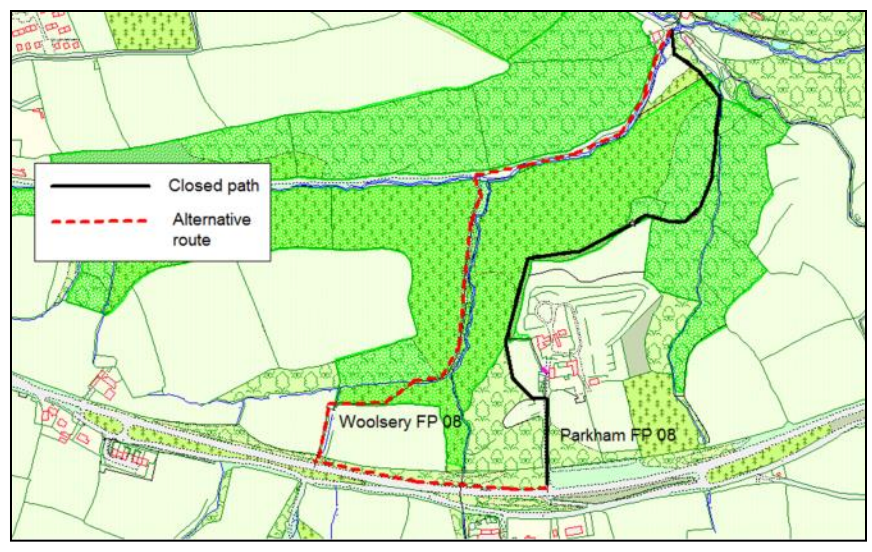 Closed path
Alternative
route
Woolsery FP 08
Parkham FP 08